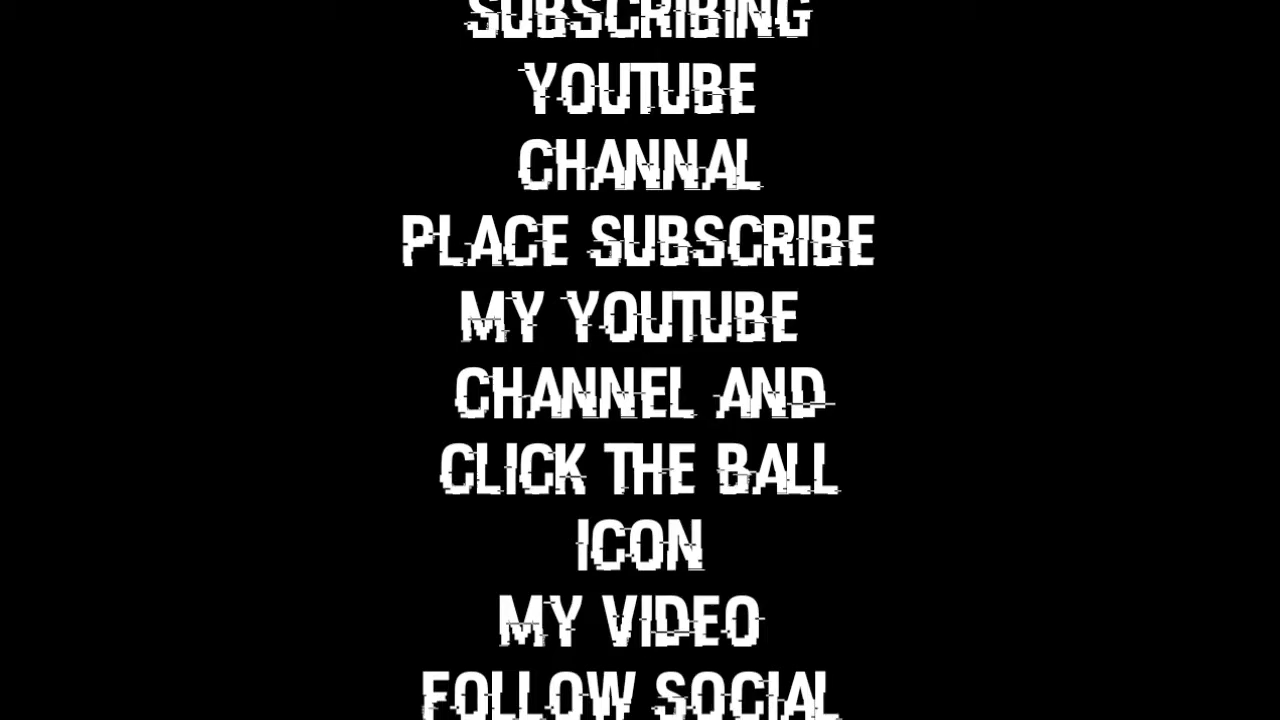 SUBSCRIBING
YOUTUBE
CHANNAL
PLACE SUBSCRIBE
MY YOUTUBE
CHANNEL AND
CLICK THE BALL
ICON
MY VIDEO
FOLLOW SOCIAL